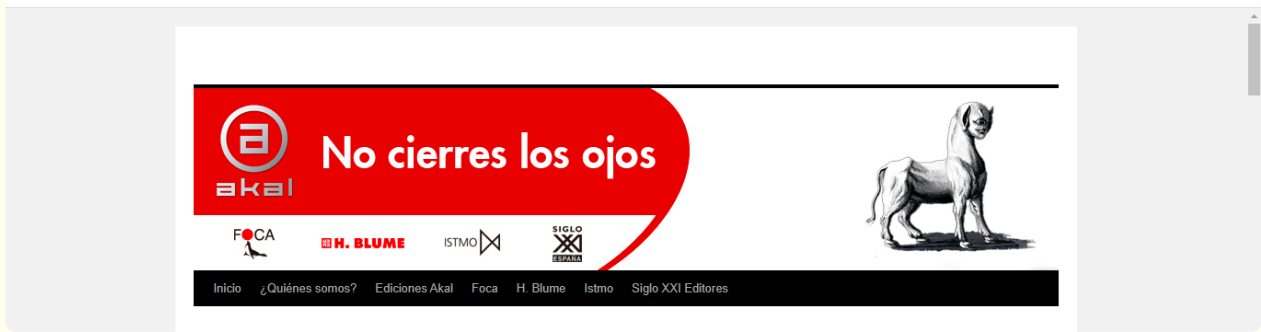 a
akal
No cierres los ojos
FOCA
H. BLUME
ISTMO
SIGLO
XXI
ESPAÑA
Inicio ¿Quiénes somos? Ediciones Akal Foca H. Blume Istmo Siglo XXI Editores